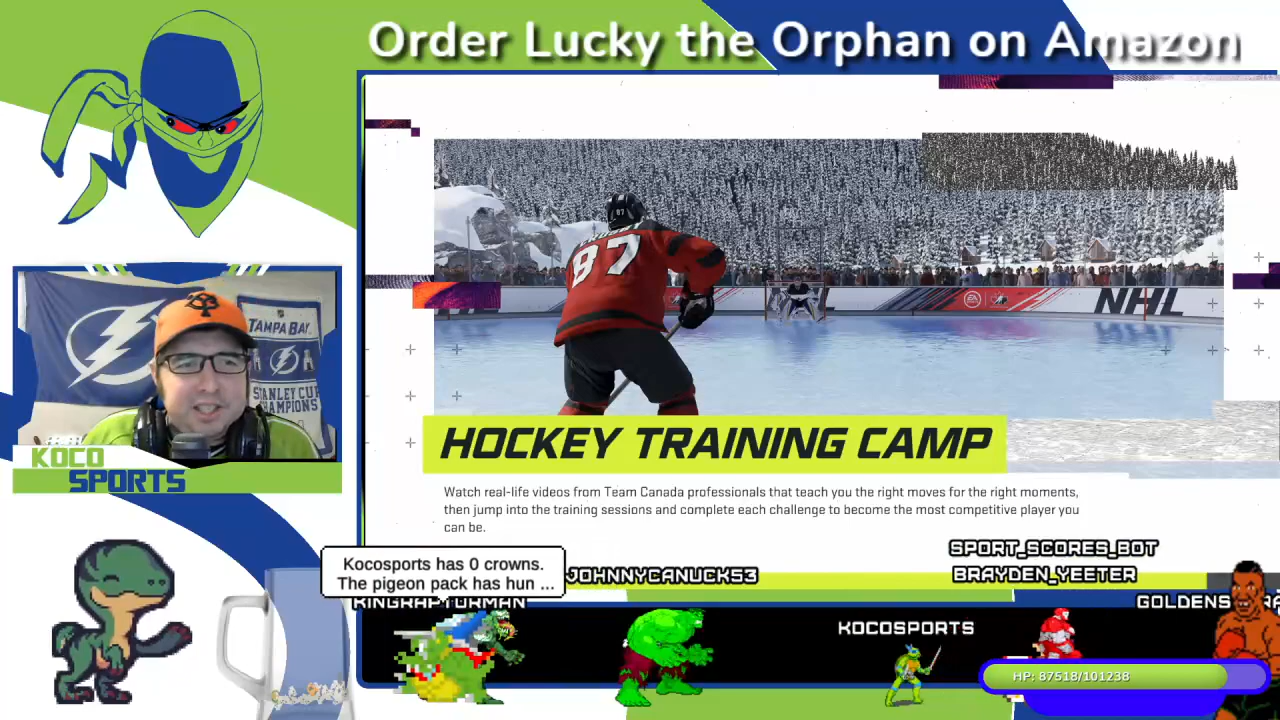 Order Lucky the Orphan on Amazon
87
87
NHL
TAMPA BAY
STANLEY CUP
CHAMPIONS
KOCO
SPORTS
HOCKEY TRAINING CAMP
Watch real-life videos from Team Canada professionals that teach you the right moves for the right moments,
then jump into the training sessions and complete each challenge to become the most competitive player you
can be.
Kocosports has 0 crowns.
The pigeon pack has hun ...
JOHNNYCANUCK53
SPORT_SCORES_BOT
BRAYDEN_YEETER
KINGRAPTORMAN
GOLDENS
KOCOSPORTS
HP: 87518/101238